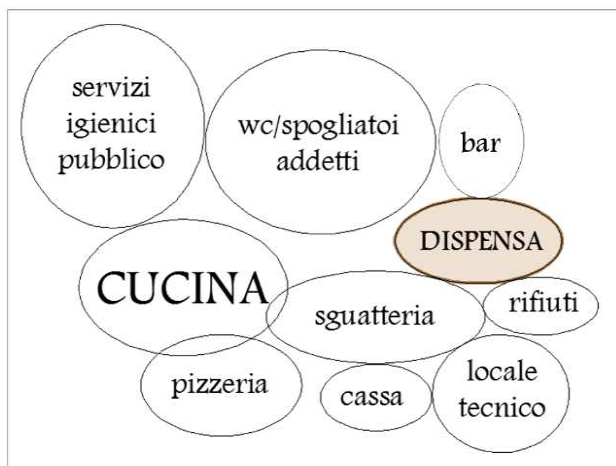 servizi
igienici
pubblico
wc/spogliatoi
addetti
bar
DISPENSA
CUCINA
sguatteria
rifiuti
pizzeria
cassa
locale
tecnico